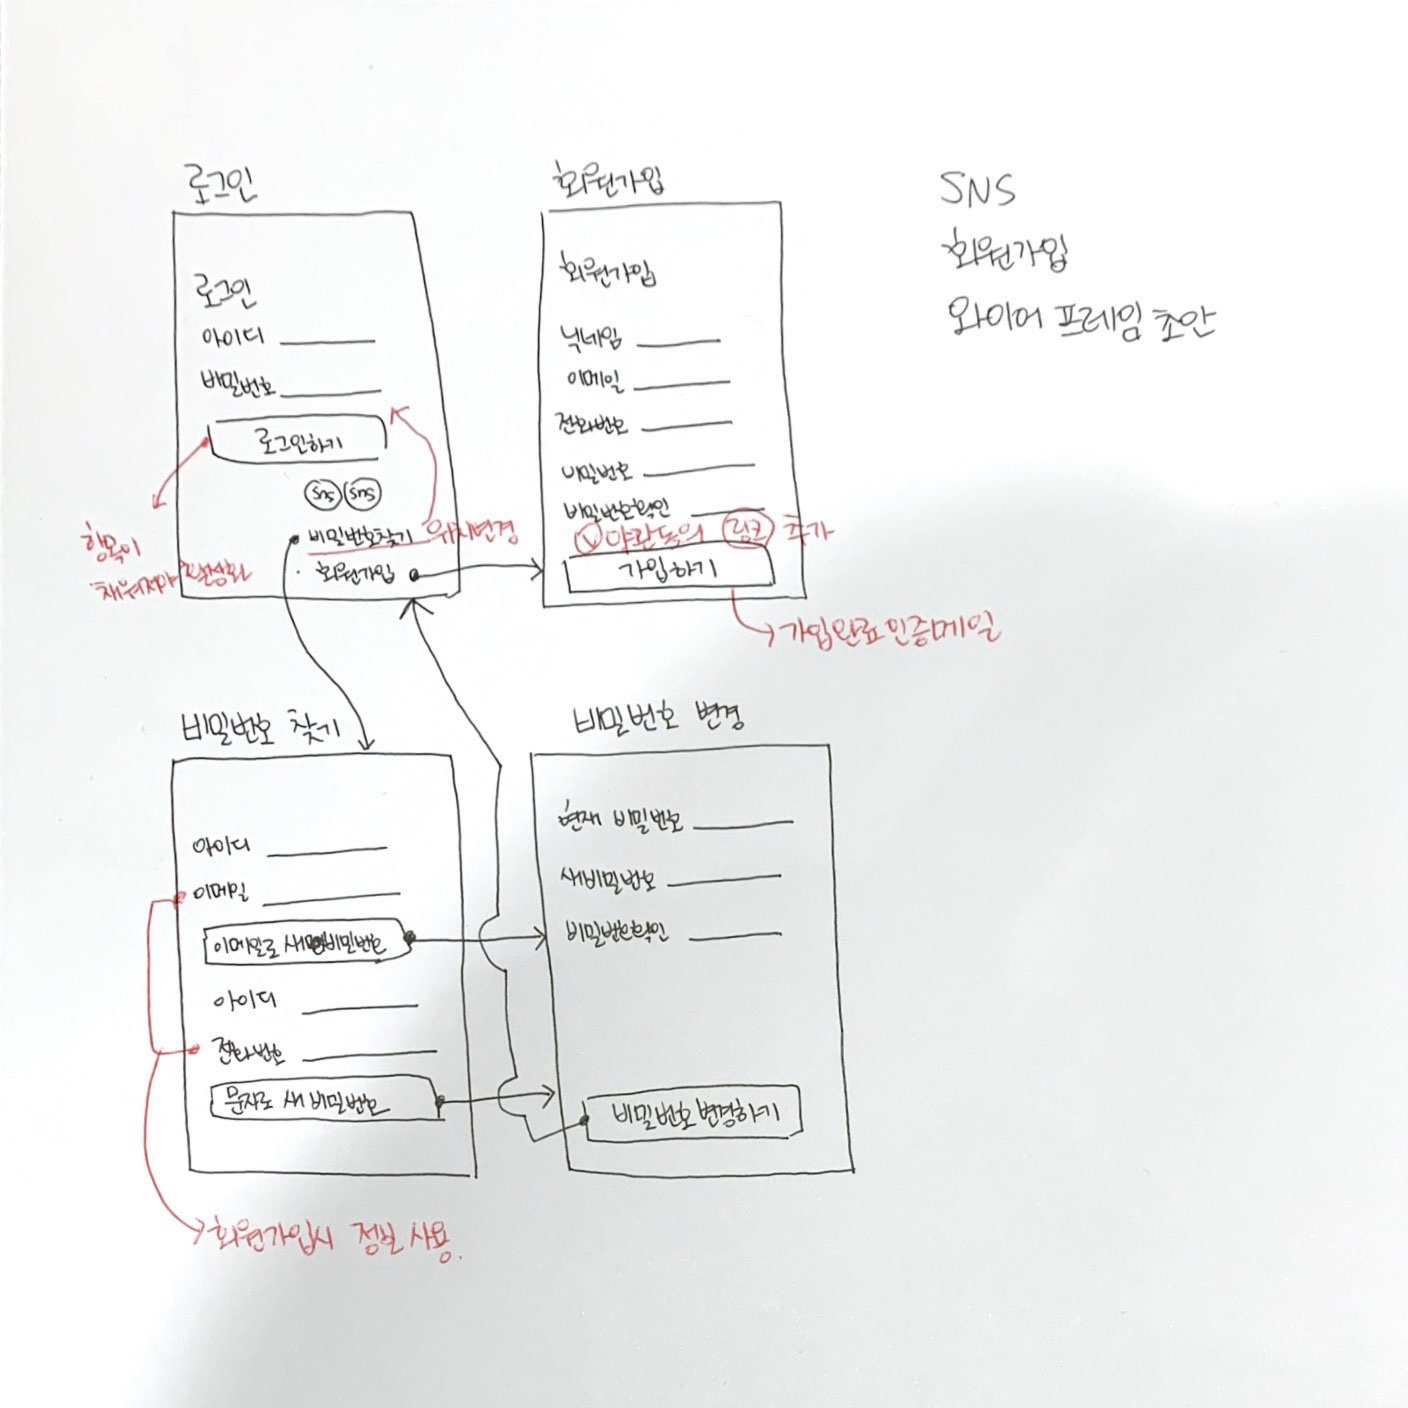 로그인
로그인
아이디
비밀번호
로그인하기
SNS SNS
비밀번호찾기 위치변경
회원가입
항목이
채워져야 활성화
회원가입
회원가입
닉네임
이메일
전화번호
비밀번호
비밀번호확인
V 약관동의 링크 추가
가입하기
가입완료인증메일
SNS
회원가입
와이어 프레임 초안
비밀번호 찾기
아이디
이메일
이메일로 새 비밀번호
아이디
전화번호
문자로 새 비밀번호
회원가입시 정보 사용.
비밀번호 변경
현재 비밀번호
새비밀번호
비밀번호확인
비밀번호변경하기